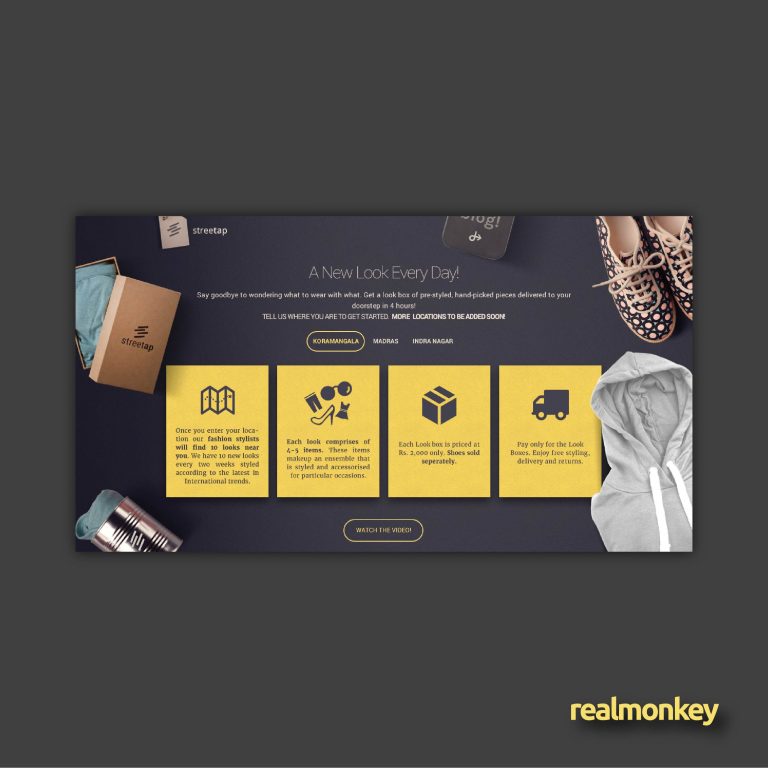 streetap
blog!
A New Look Every Day!
Say goodbye to wondering what to wear with what. Get a look box of pre-styled, hand-picked pieces delivered to your
doorstep in 4 hours!
TELL US WHERE YOU ARE TO GET STARTED. MORE LOCATIONS TO BE ADDED SOON!
streetap
KORAMANGALA MADRAS INDRA NAGAR
Once you enter your loca-
tion our fashion stylists
will find 10 looks near
you. We have 10 new looks
every two weeks styled
according to the latest in
International trends.
Each look comprises of
4-5 items. These items
makeup an ensemble that
is styled and accessorised
for particular occasions.
Each Look box is priced at
Rs. 2,000 only. Shoes sold
seperately.
Pay only for the Look
Boxes. Enjoy free styling,
delivery and returns.
WATCH THE VIDEO!
realmonkey